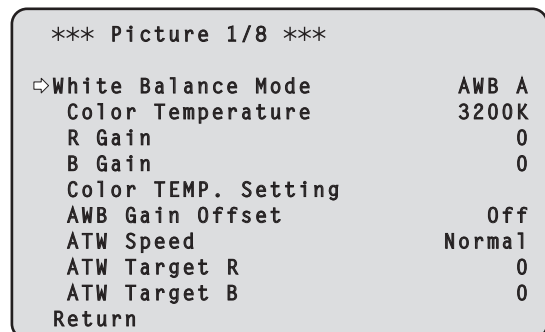 *** Picture 1/8 ***
⇨White Balance Mode AWB A
Color Temperature 3200K
R Gain 0
B Gain 0
Color TEMP. Setting
AWB Gain Offset Off
ATW Speed Normal
ATW Target R 0
ATW Target B 0
Return